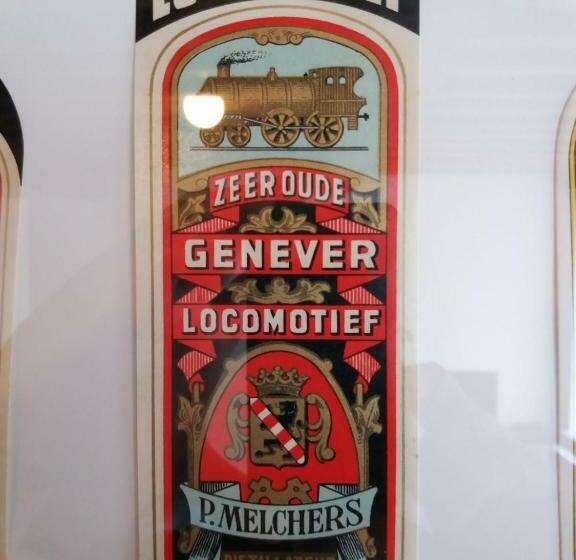 ZEER OUDE
GENEVER
LOCOMOTIEF
P. MELCHERS